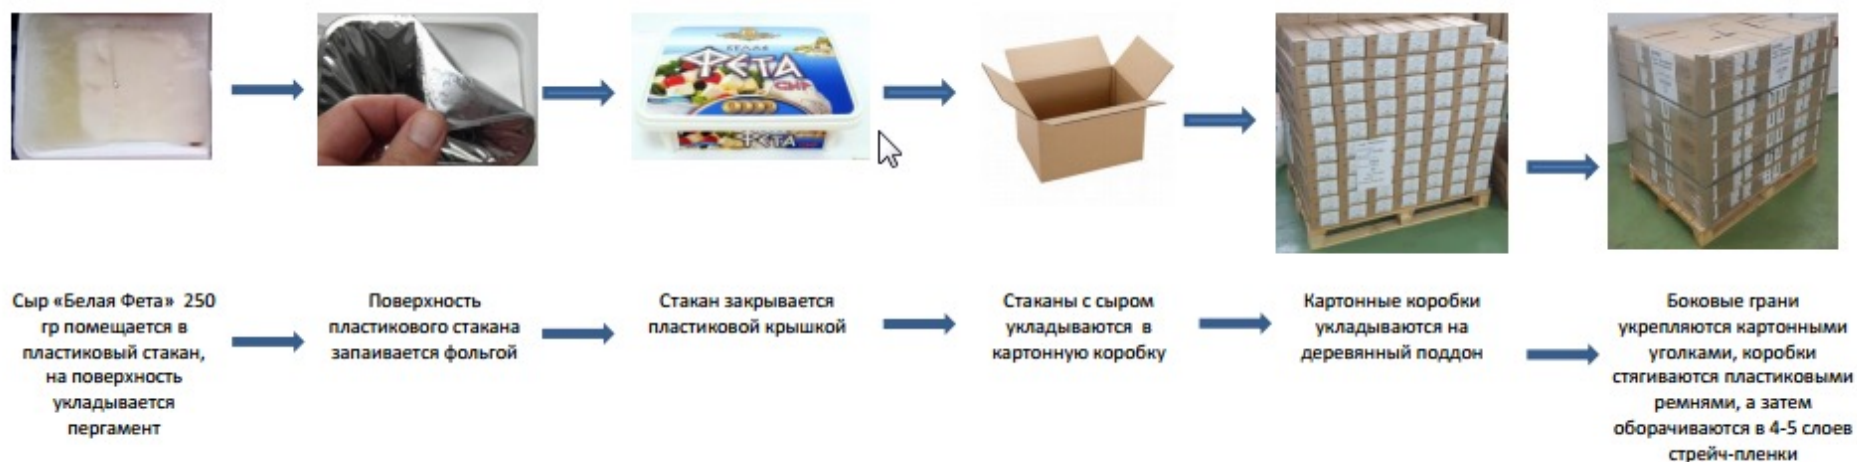 БЕЛАЯ
ФЕТА
СЫР
ФЕТА
Сыр «Белая Фета» 250
гр помещается в
пластиковый стакан,
на поверхность
укладывается
пергамент
Поверхность
пластикового стакана
запаивается фольгой
Стакан закрывается
пластиковой крышкой
Стаканы с сыром
укладываются в
картонную коробку
Картонные коробки
укладываются на
деревянный поддон
Боковые грани
укрепляются картонными
уголками, коробки
стягиваются пластиковыми
ремнями, а затем
оборачиваются в 4-5 слоев
стрейч-пленки